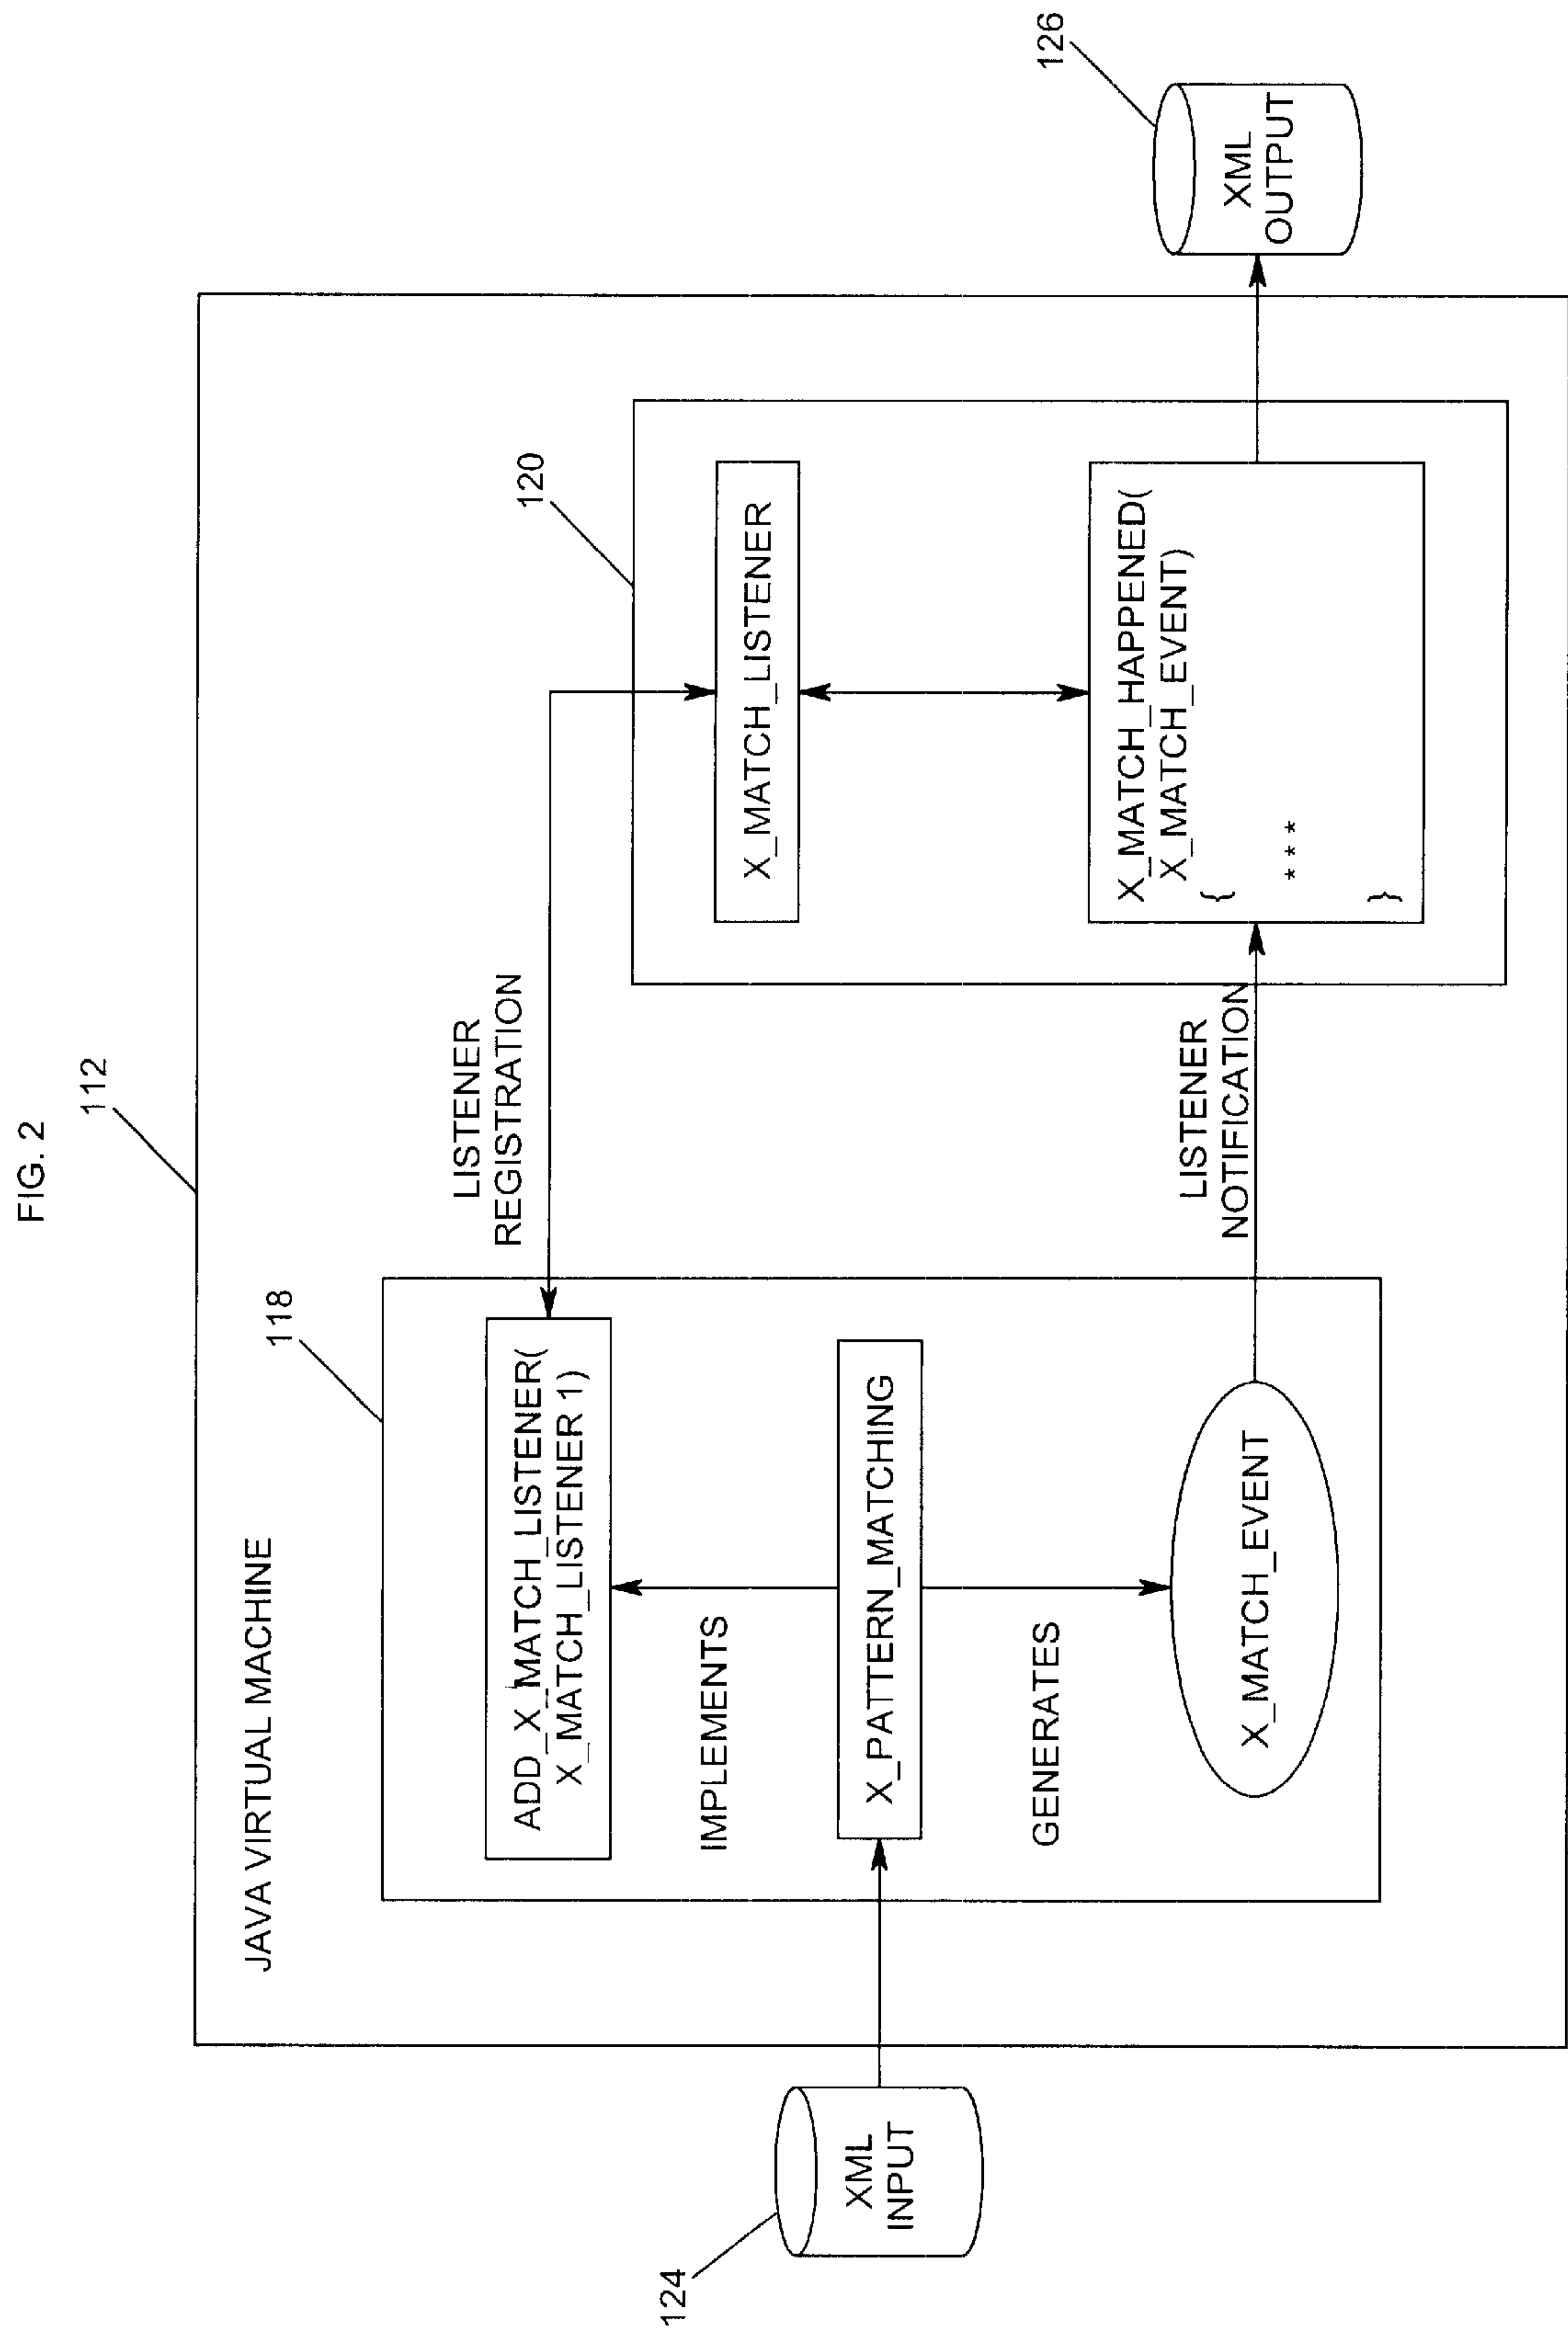 FIG. 2
112
JAVA VIRTUAL MACHINE
118
ADD_X_MATCH_LISTENER(
X_MATCH_LISTENER 1)
IMPLEMENTS
X_PATTERN_MATCHING
GENERATES
X_MATCH_EVENT
LISTENER
REGISTRATION
LISTENER
NOTIFICATION
120
X_MATCH_LISTENER
X_MATCH_HAPPENED(
X_MATCH_EVENT)
{
* * *
}
124
XML
INPUT
126
XML
OUTPUT